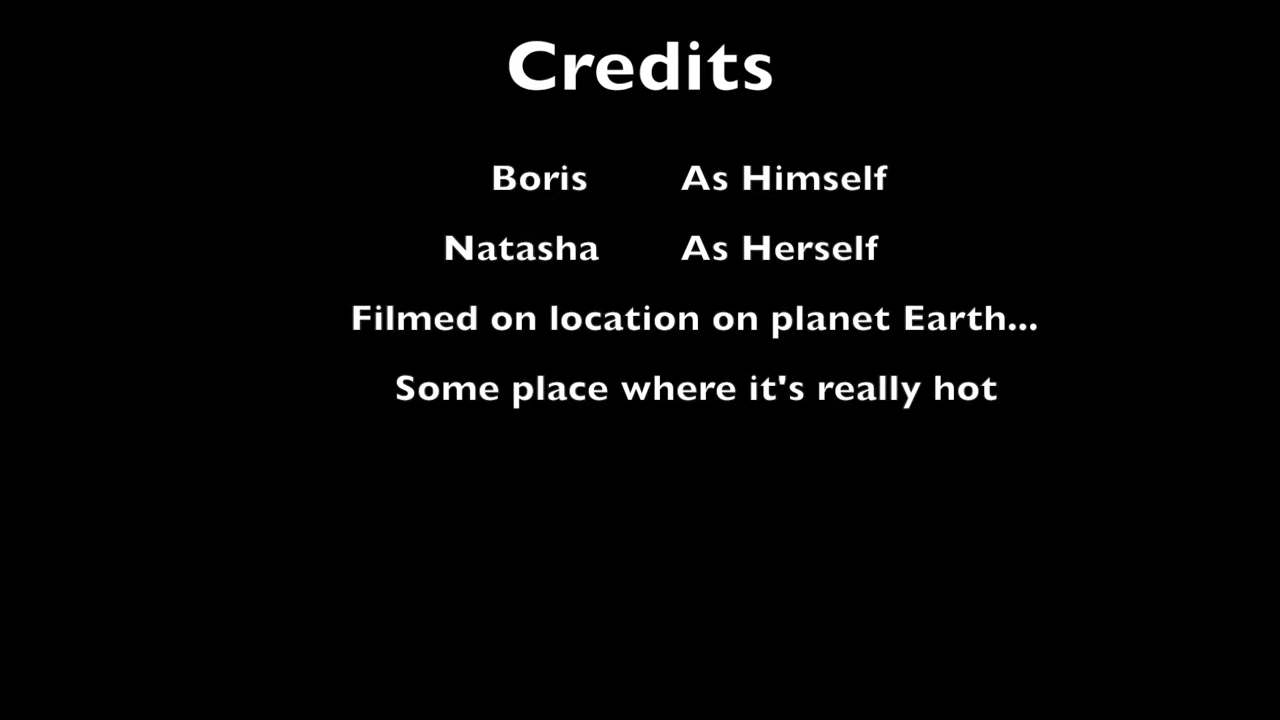 Credits
Boris As Himself
Natasha As Herself
Filmed on location on planet Earth...
Some place where it's really hot